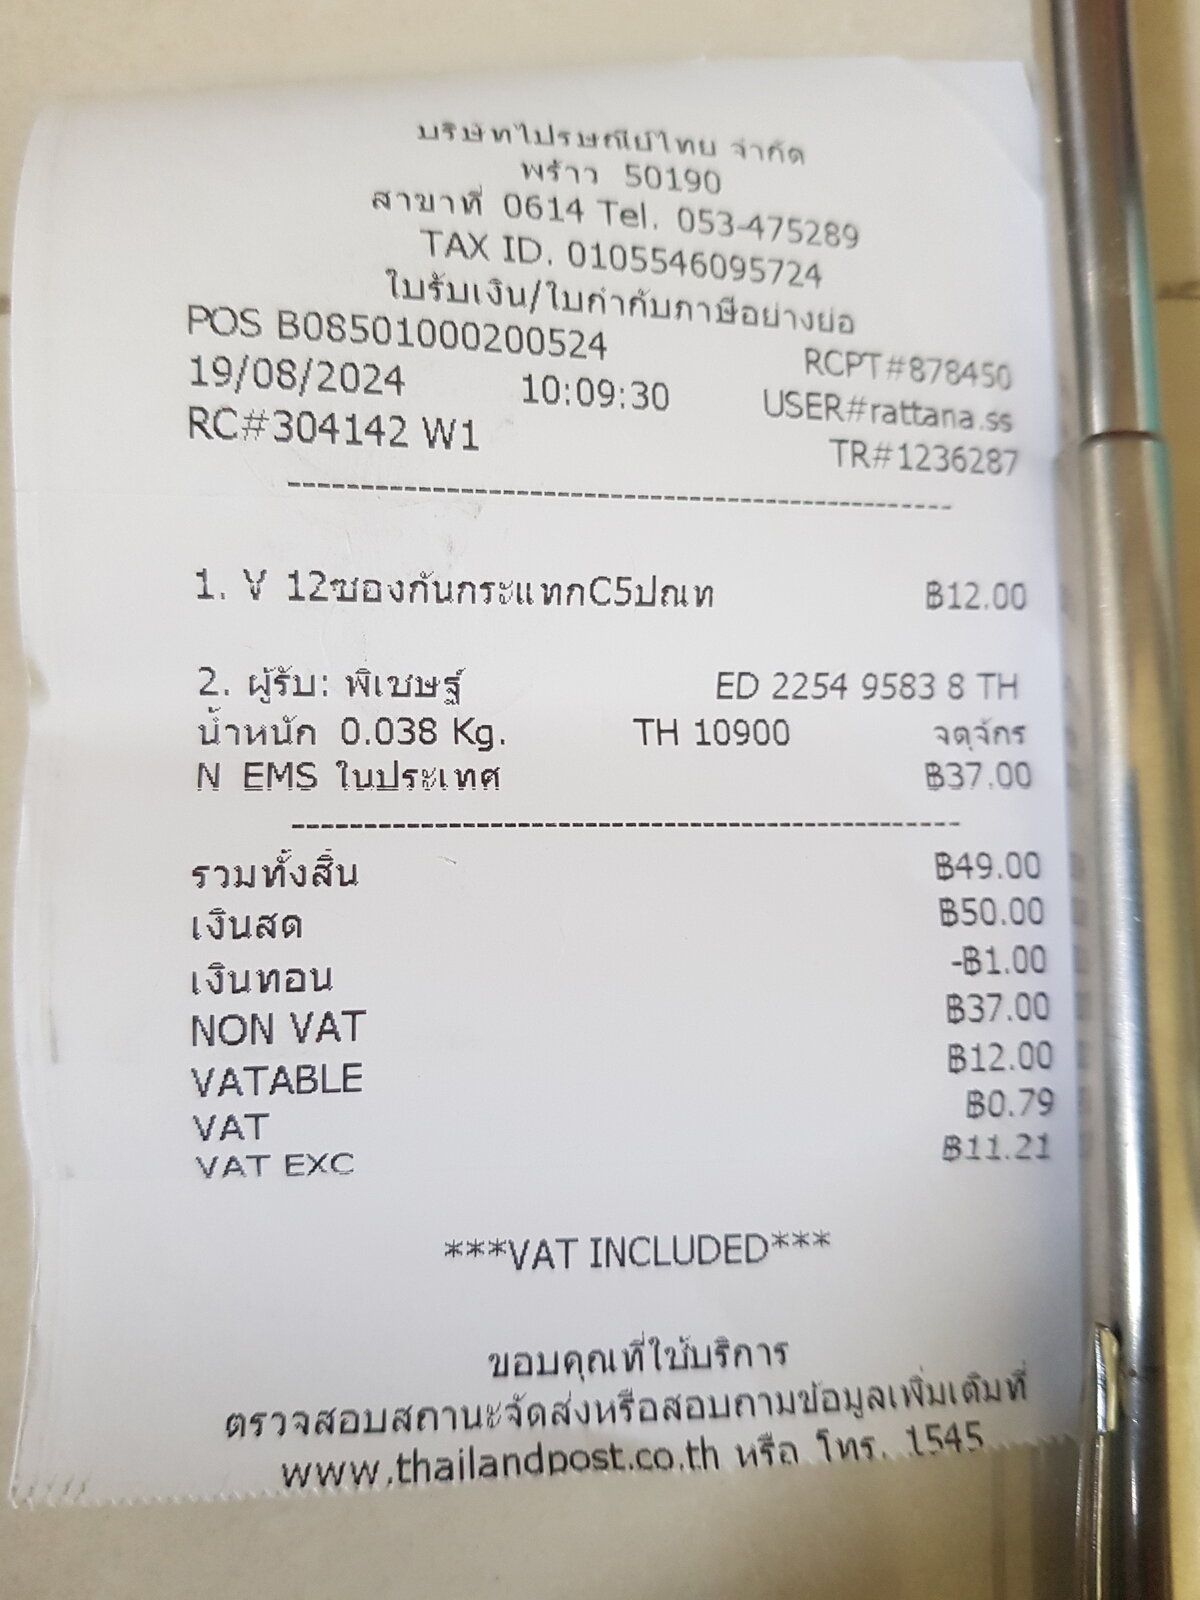 บริษัทไปรษณีย์ไทย จำกัด
พร้าว 50190
สาขาที่ 0614 Tel. 053-475289
TAX ID. 0105546095724
ใบรับเงิน/ใบกำกับภาษีอย่างย่อ
POS B08501000200524 RCPT#878450
19/08/2024 10:09:30 USER#rattana.ss
RC#304142 W1 TR#1236287
1. V 12ซองกันกระแทกC5ปณท ฿12.00
2. ผู้รับ: พิเชษฐ์ ED 2254 9583 8 TH
น้ำหนัก 0.038 Kg. TH 10900 จตุจักร
N EMS ในประเทศ ฿37.00
รวมทั้งสิ้น ฿49.00
เงินสด ฿50.00
เงินทอน -฿1.00
NON VAT ฿37.00
VATABLE ฿12.00
VAT ฿0.79
VAT EXC ฿11.21
***VAT INCLUDED***
ขอบคุณที่ใช้บริการ
ตรวจสอบสถานะจัดส่งหรือสอบถามข้อมูลเพิ่มเติมที่
www.thailandpost.co.th หรือ โทร. 1545